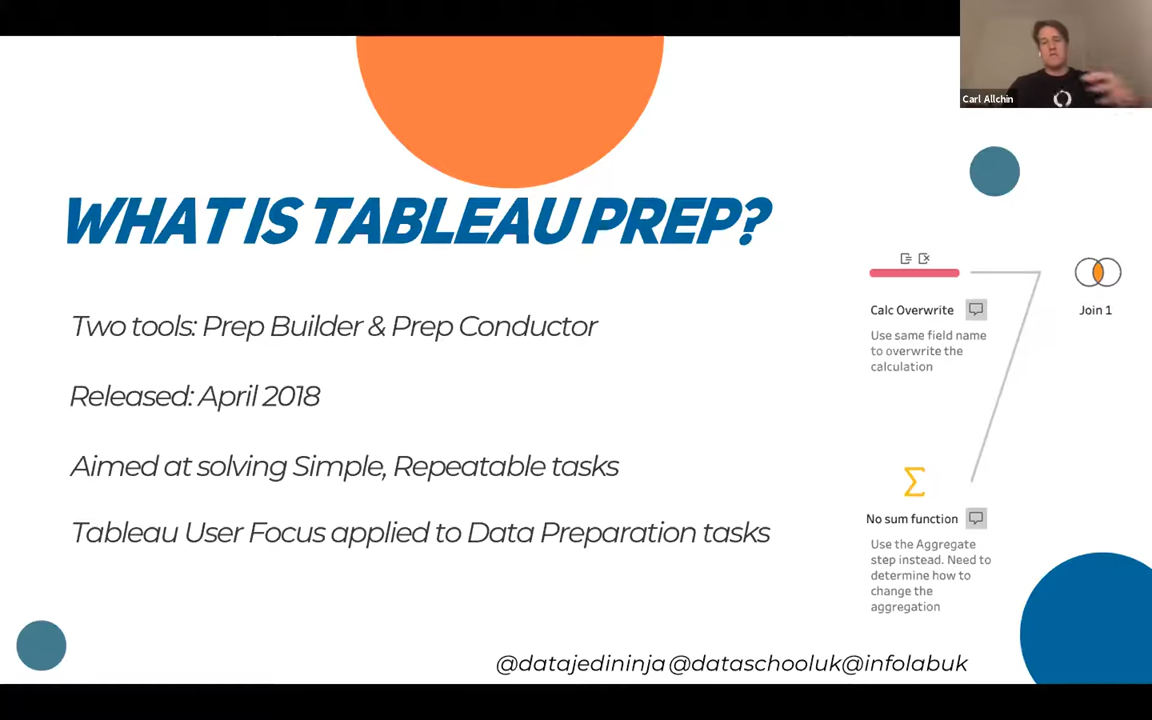 Carl Allchin
WHAT IS TABLEAU PREP?
Two tools: Prep Builder & Prep Conductor
Released: April 2018
Aimed at solving Simple, Repeatable tasks
Tableau User Focus applied to Data Preparation tasks
Calc Overwrite
Use same field name
to overwrite the
calculation
Join 1
No sum function
Use the Aggregate
step instead. Need to
determine how to
change the
aggregation
@datajedininja @dataschooluk @infolabuk